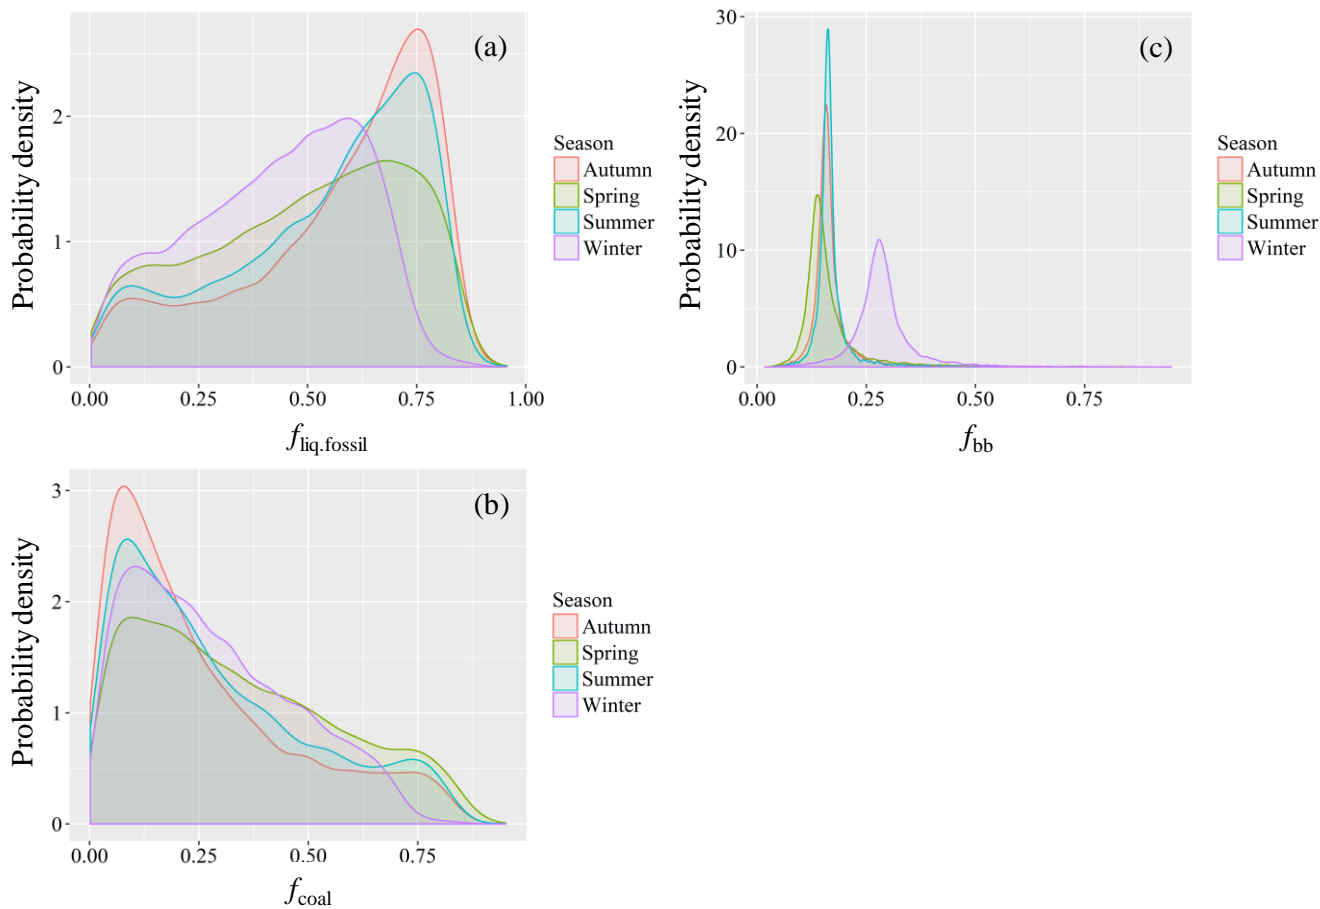 (a)
Probability density
2
1
0
0.00 0.25 0.50 0.75 1.00
f liq.fossil
Season
Autumn
Spring
Summer
Winter
(c)
Probability density
30
20
10
0
0.00 0.25 0.50 0.75
f bb
Season
Autumn
Spring
Summer
Winter
(b)
Probability density
3
2
1
0
0.00 0.25 0.50 0.75
f coal
Season
Autumn
Spring
Summer
Winter